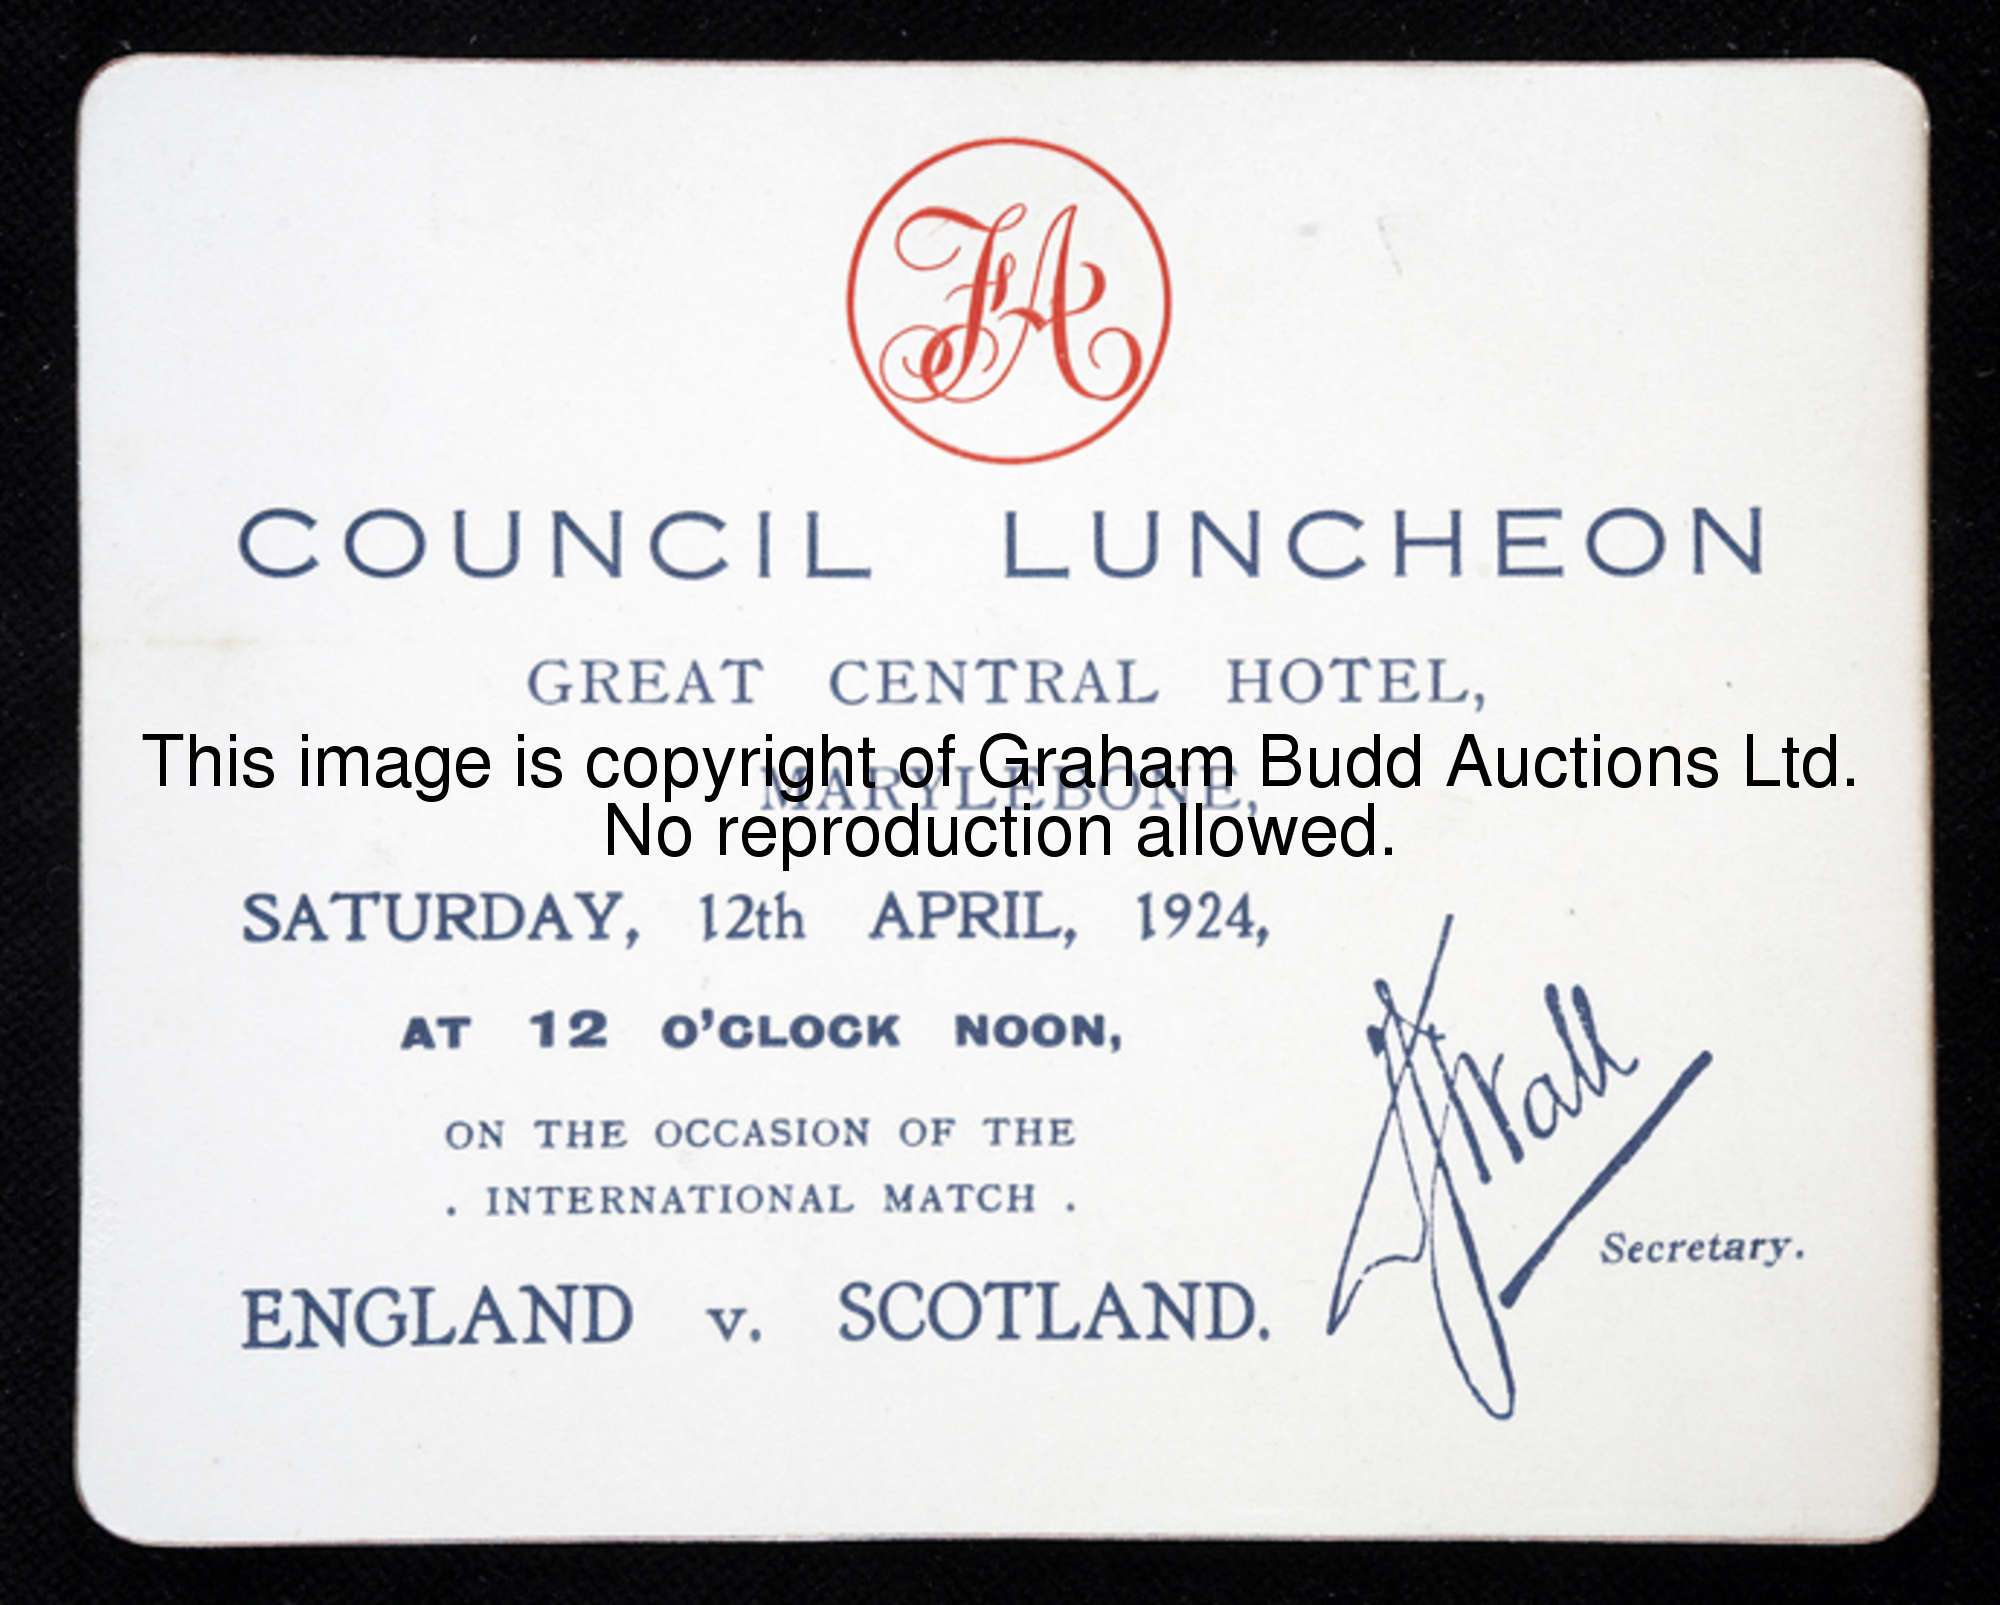 FA
COUNCIL LUNCHEON
GREAT CENTRAL HOTEL,
This image is copyright of Graham Budd Auctions Ltd.
MARYLEBONE,
No reproduction allowed.
SATURDAY, 12th APRIL, 1924,
AT 12 O'CLOCK NOON,
ON THE OCCASION OF THE
. INTERNATIONAL MATCH .
ENGLAND v. SCOTLAND.
FJWall
Secretary.